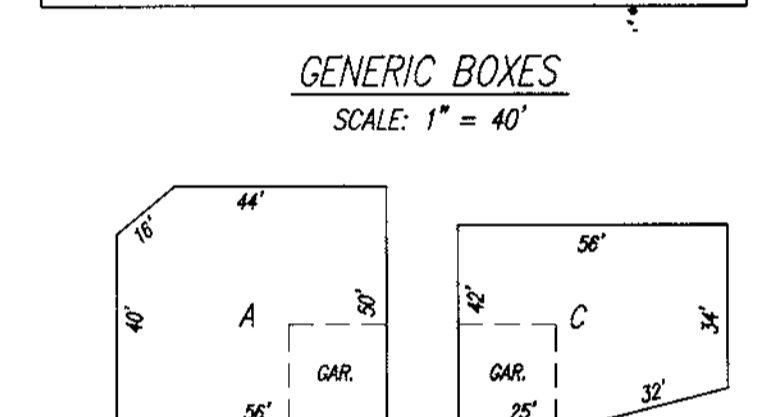 GENERIC BOXES
SCALE: 1" = 40'
44'
16'
56'
40'
A
50'
42'
C
34'
GAR.
GAR.
32'
56'
25'